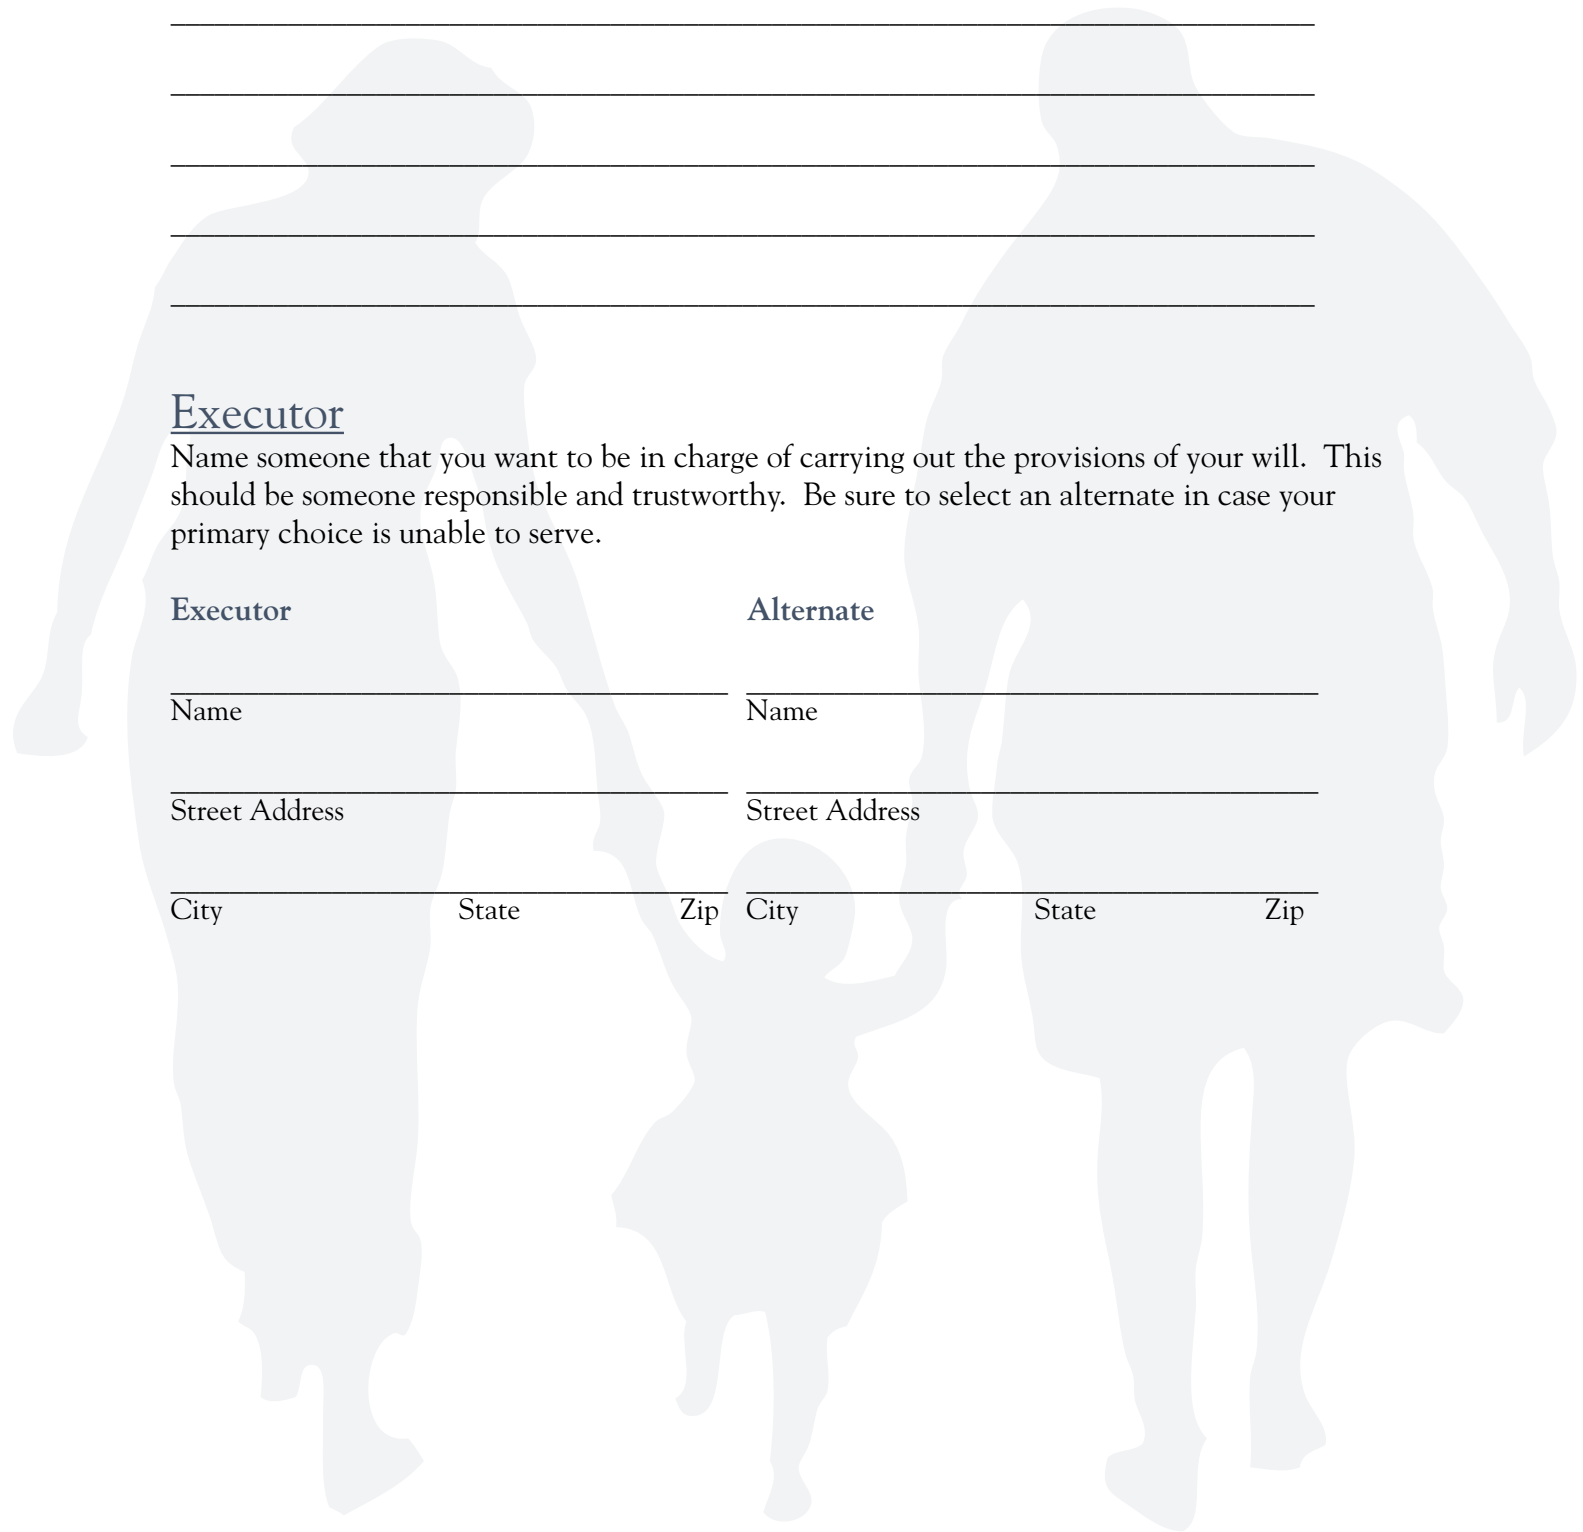 Executor
Name someone that you want to be in charge of carrying out the provisions of your will.  This
should be someone responsible and trustworthy.  Be sure to select an alternate in case your
primary choice is unable to serve.
Executor Alternate
Name Name
Street Address Street Address
City State Zip City State Zip